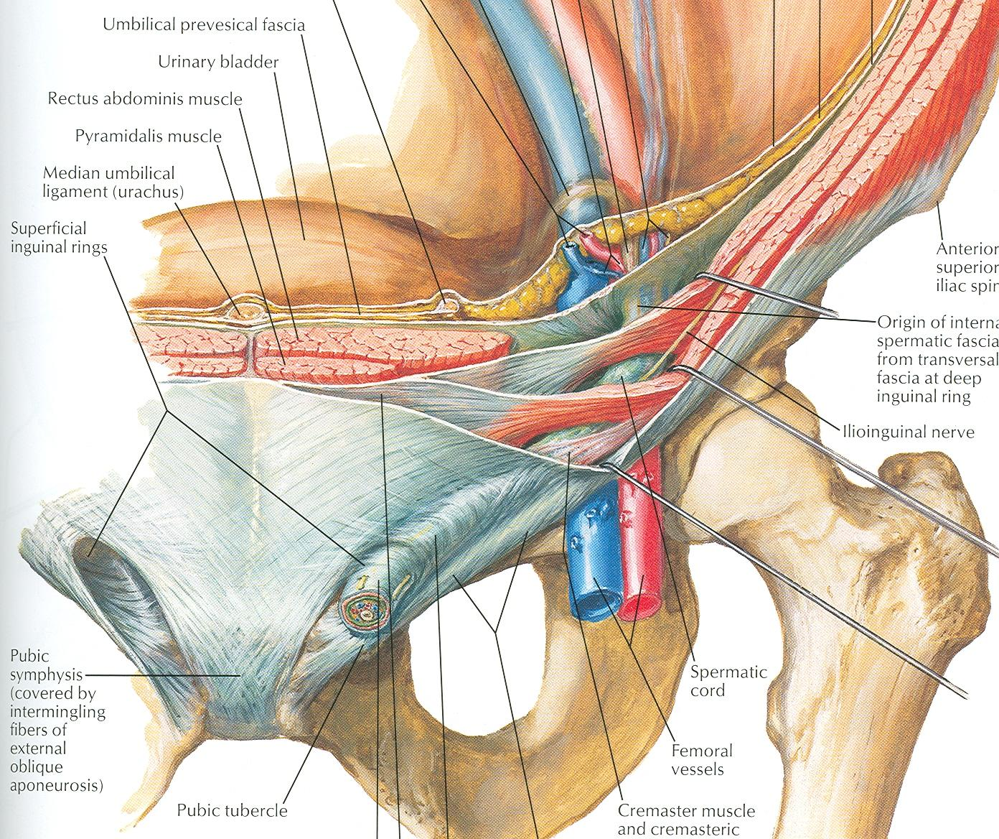 Umbilical prevesical fascia
Urinary bladder
Rectus abdominis muscle
Pyramidalis muscle
Median umbilical
ligament (urachus)
Superficial
inguinal rings
Anterior
superior
iliac spin
Origin of interna
spermatic fascia
from transversal
fascia at deep
inguinal ring
Ilioinguinal nerve
Pubic
symphysis
(covered by
intermingling
fibers of
external
oblique
aponeurosis)
Spermatic
cord
Femoral
vessels
Pubic tubercle
Cremaster muscle
and cremasteric